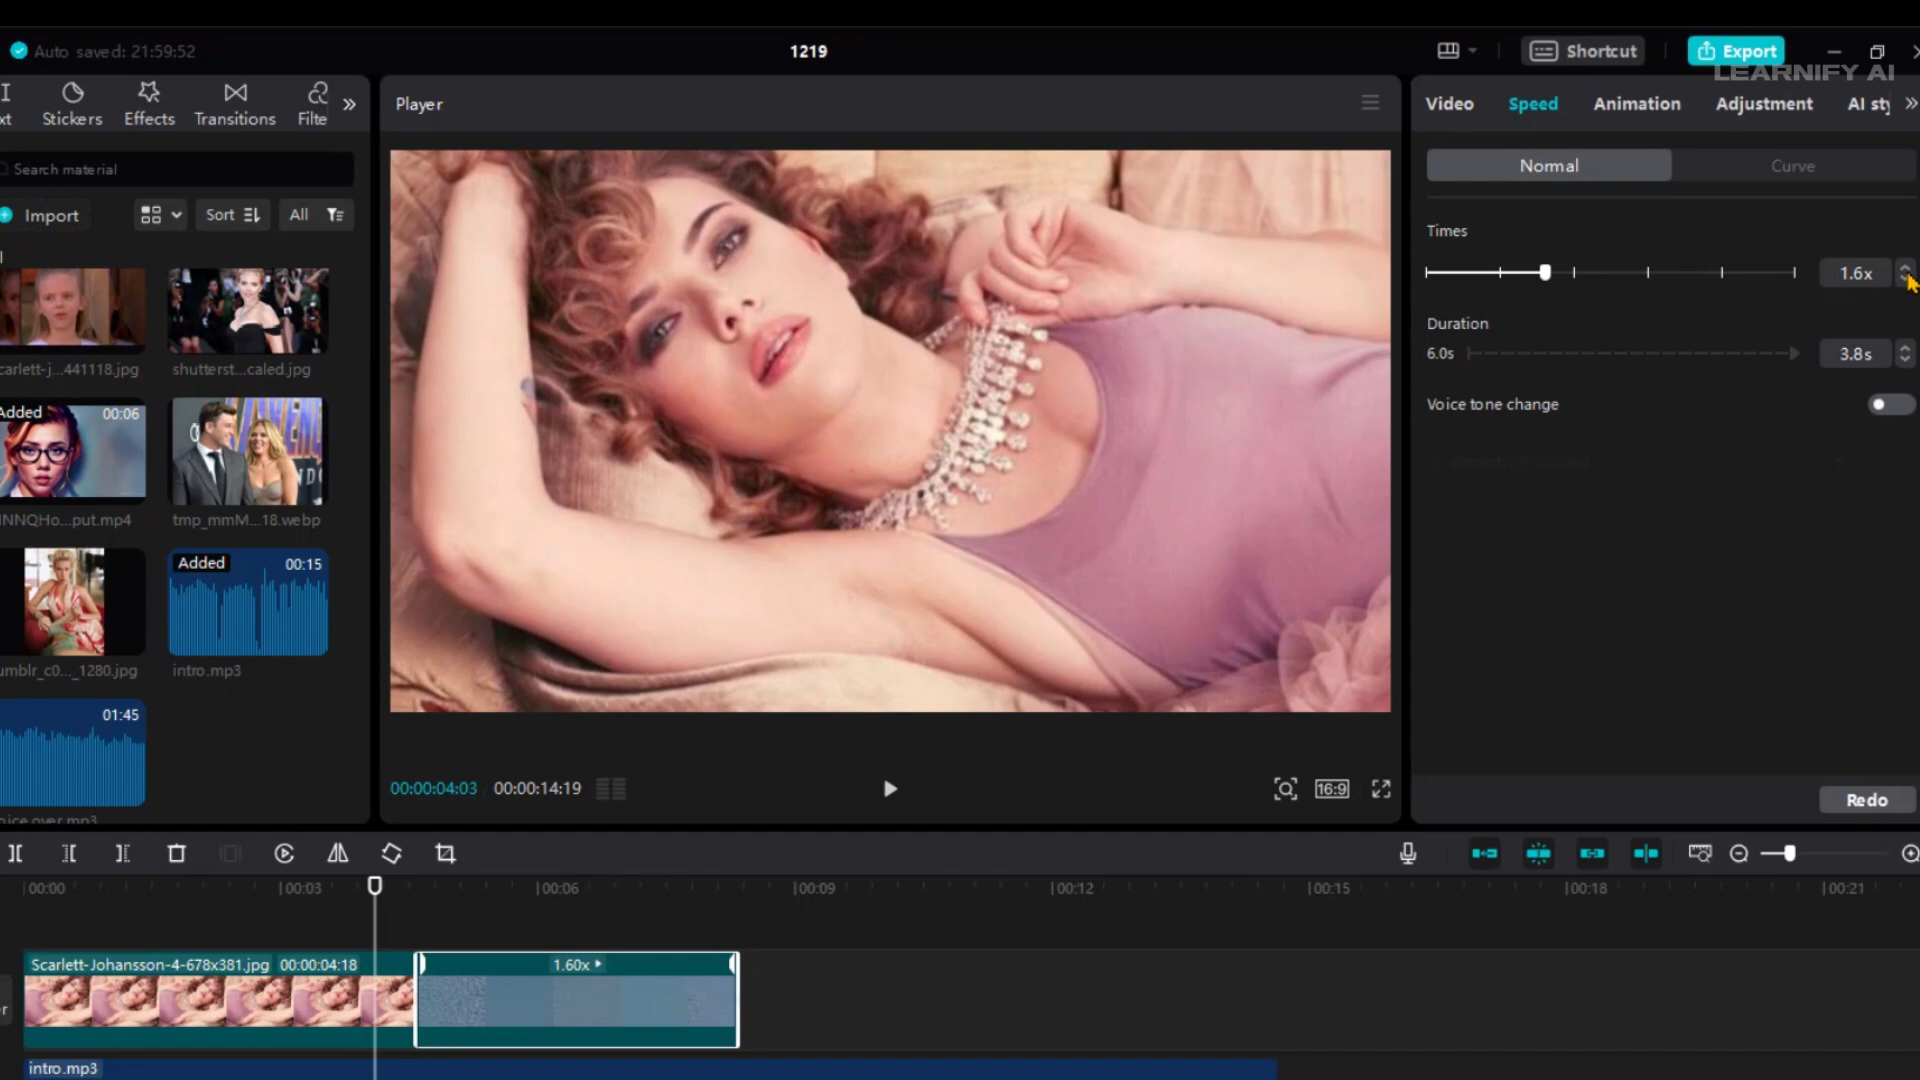 Auto saved: 21:59:52
1219
Shortcut
Export
LEARNIFY AI
xt
Stickers
Effects
Transitions
Filte
Player
Video
Speed
Animation
Adjustment
AI sty
Search material
Normal
Curve
Import
Sort
All
Times
1.6x
Duration
6.0s
3.8s
Voice tone change
carlett-j...441118.jpg
shutterst...caled.jpg
Added
00:06
NNQHo...put.mp4
tmp_mmM...18.webp
Added
00:15
umblr_c0..._1280.jpg
intro.mp3
01:45
oice over.mp3
00:00:04:03
00:00:14:19
16:9
Redo
00:00
00:03
00:06
00:09
00:12
00:15
00:18
00:21
Scarlett-Johansson-4-678x381.jpg 00:00:04:18
1.60x
intro.mp3